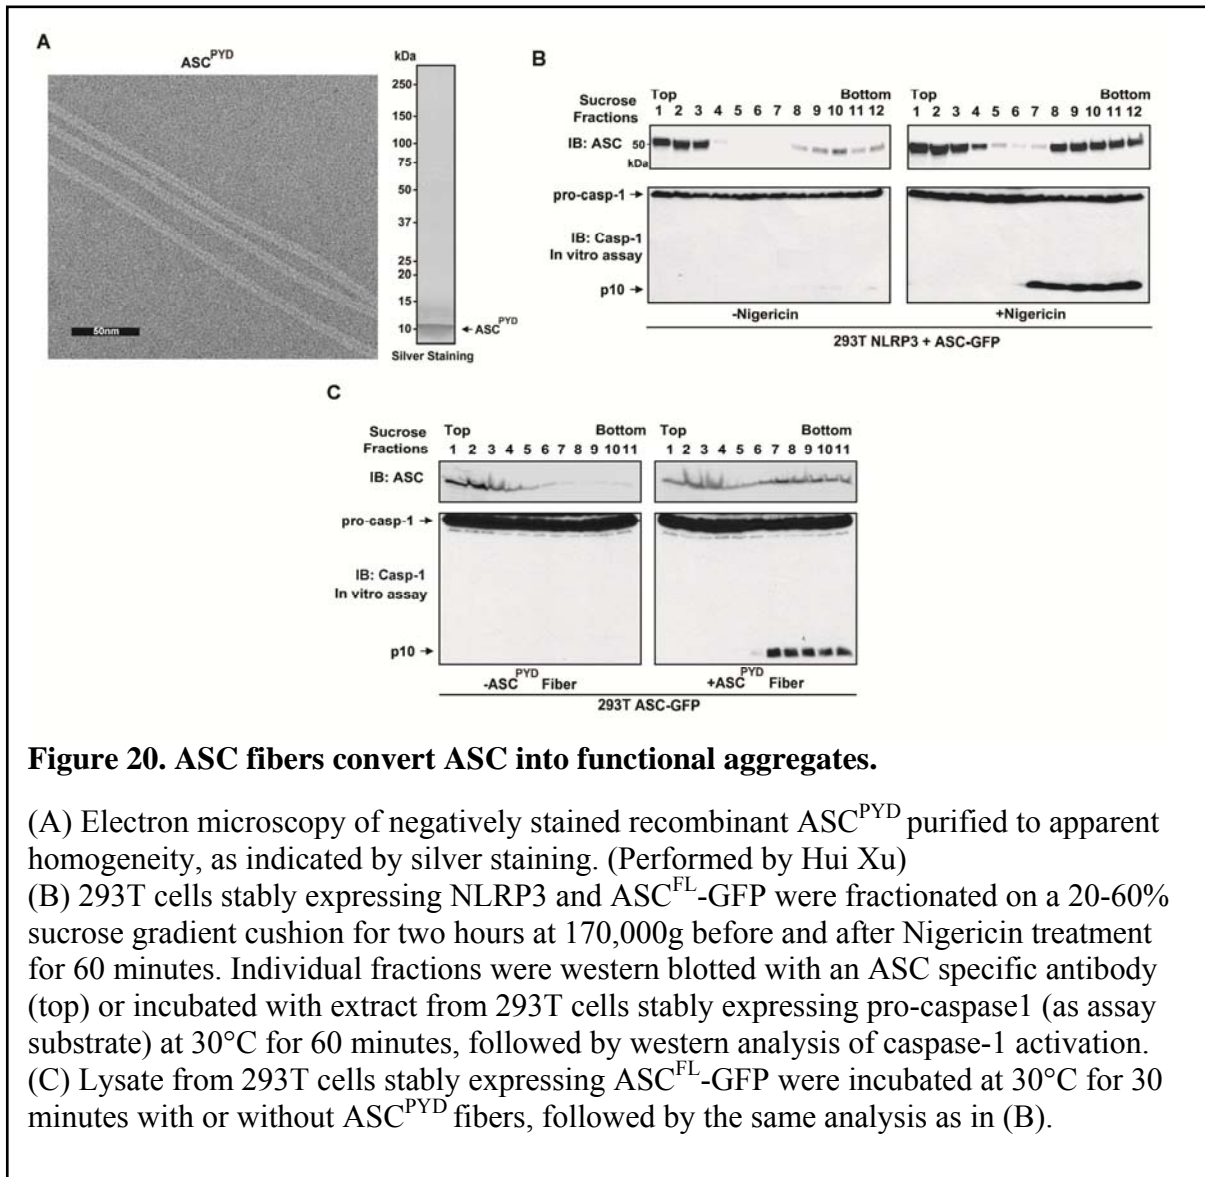 A
ASC^PYD
kDa
250
150
100
75
50
37
25
20
15
10
50nm
←ASC^PYD
Silver Staining
B
Sucrose Fractions
Top Bottom
1 2 3 4 5 6 7 8 9 10 11 12
Top Bottom
1 2 3 4 5 6 7 8 9 10 11 12
IB: ASC 50
kDa
pro-casp-1 →
IB: Casp-1
In vitro assay
p10 →
-Nigericin +Nigericin
293T NLRP3 + ASC-GFP
C
Sucrose Fractions
Top Bottom
1 2 3 4 5 6 7 8 9 10 11
Top Bottom
1 2 3 4 5 6 7 8 9 10 11
IB: ASC
pro-casp-1 →
IB: Casp-1
In vitro assay
p10 →
-ASC^PYD Fiber +ASC^PYD Fiber
293T ASC-GFP
Figure 20. ASC fibers convert ASC into functional aggregates.
(A) Electron microscopy of negatively stained recombinant ASC^PYD purified to apparent
homogeneity, as indicated by silver staining. (Performed by Hui Xu)
(B) 293T cells stably expressing NLRP3 and ASC^FL-GFP were fractionated on a 20-60%
sucrose gradient cushion for two hours at 170,000g before and after Nigericin treatment
for 60 minutes. Individual fractions were western blotted with an ASC specific antibody
(top) or incubated with extract from 293T cells stably expressing pro-caspase1 (as assay
substrate) at 30°C for 60 minutes, followed by western analysis of caspase-1 activation.
(C) Lysate from 293T cells stably expressing ASC^FL-GFP were incubated at 30°C for 30
minutes with or without ASC^PYD fibers, followed by the same analysis as in (B).